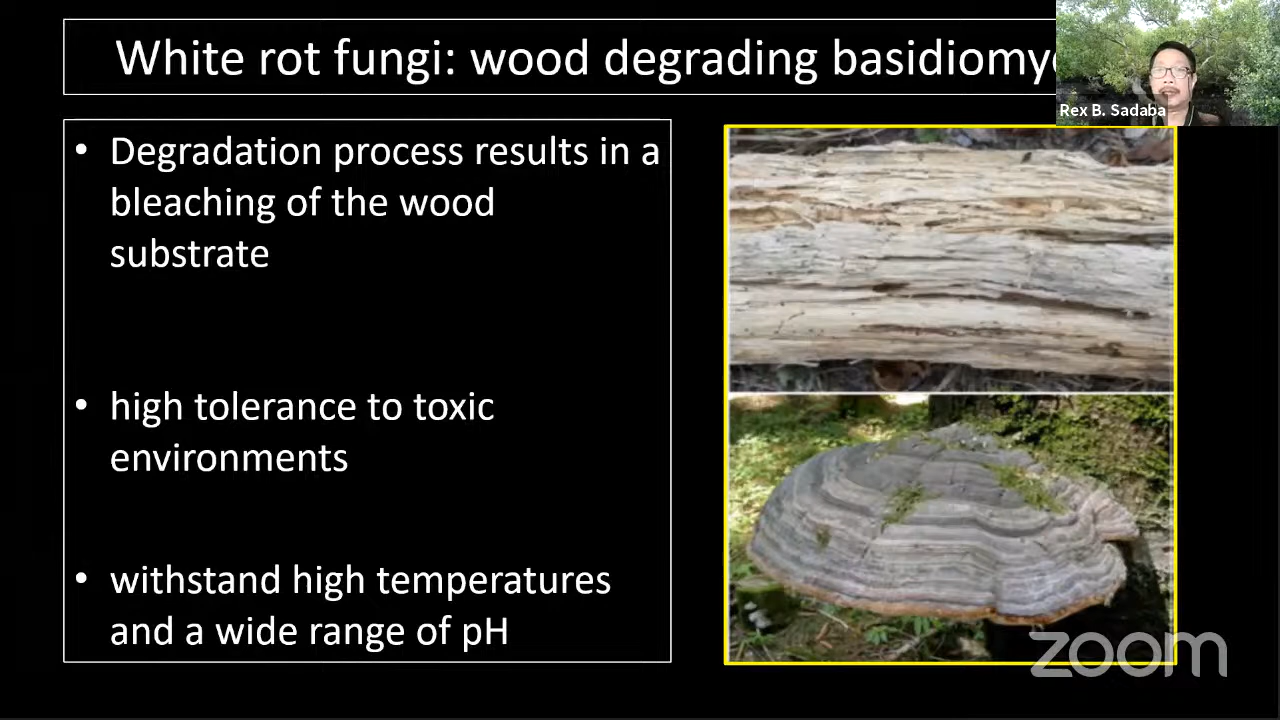 White rot fungi: wood degrading basidiomy
Rex B. Sadaba
• Degradation process results in a
bleaching of the wood
substrate
• high tolerance to toxic
environments
• withstand high temperatures
and a wide range of pH
zoom